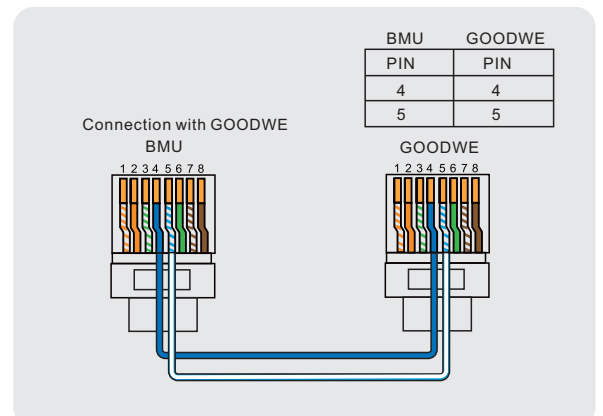 BMU GOODWE
PIN PIN
4 4
5 5
Connection with GOODWE
BMU
GOODWE
1 2 3 4 5 6 7 8
1 2 3 4 5 6 7 8